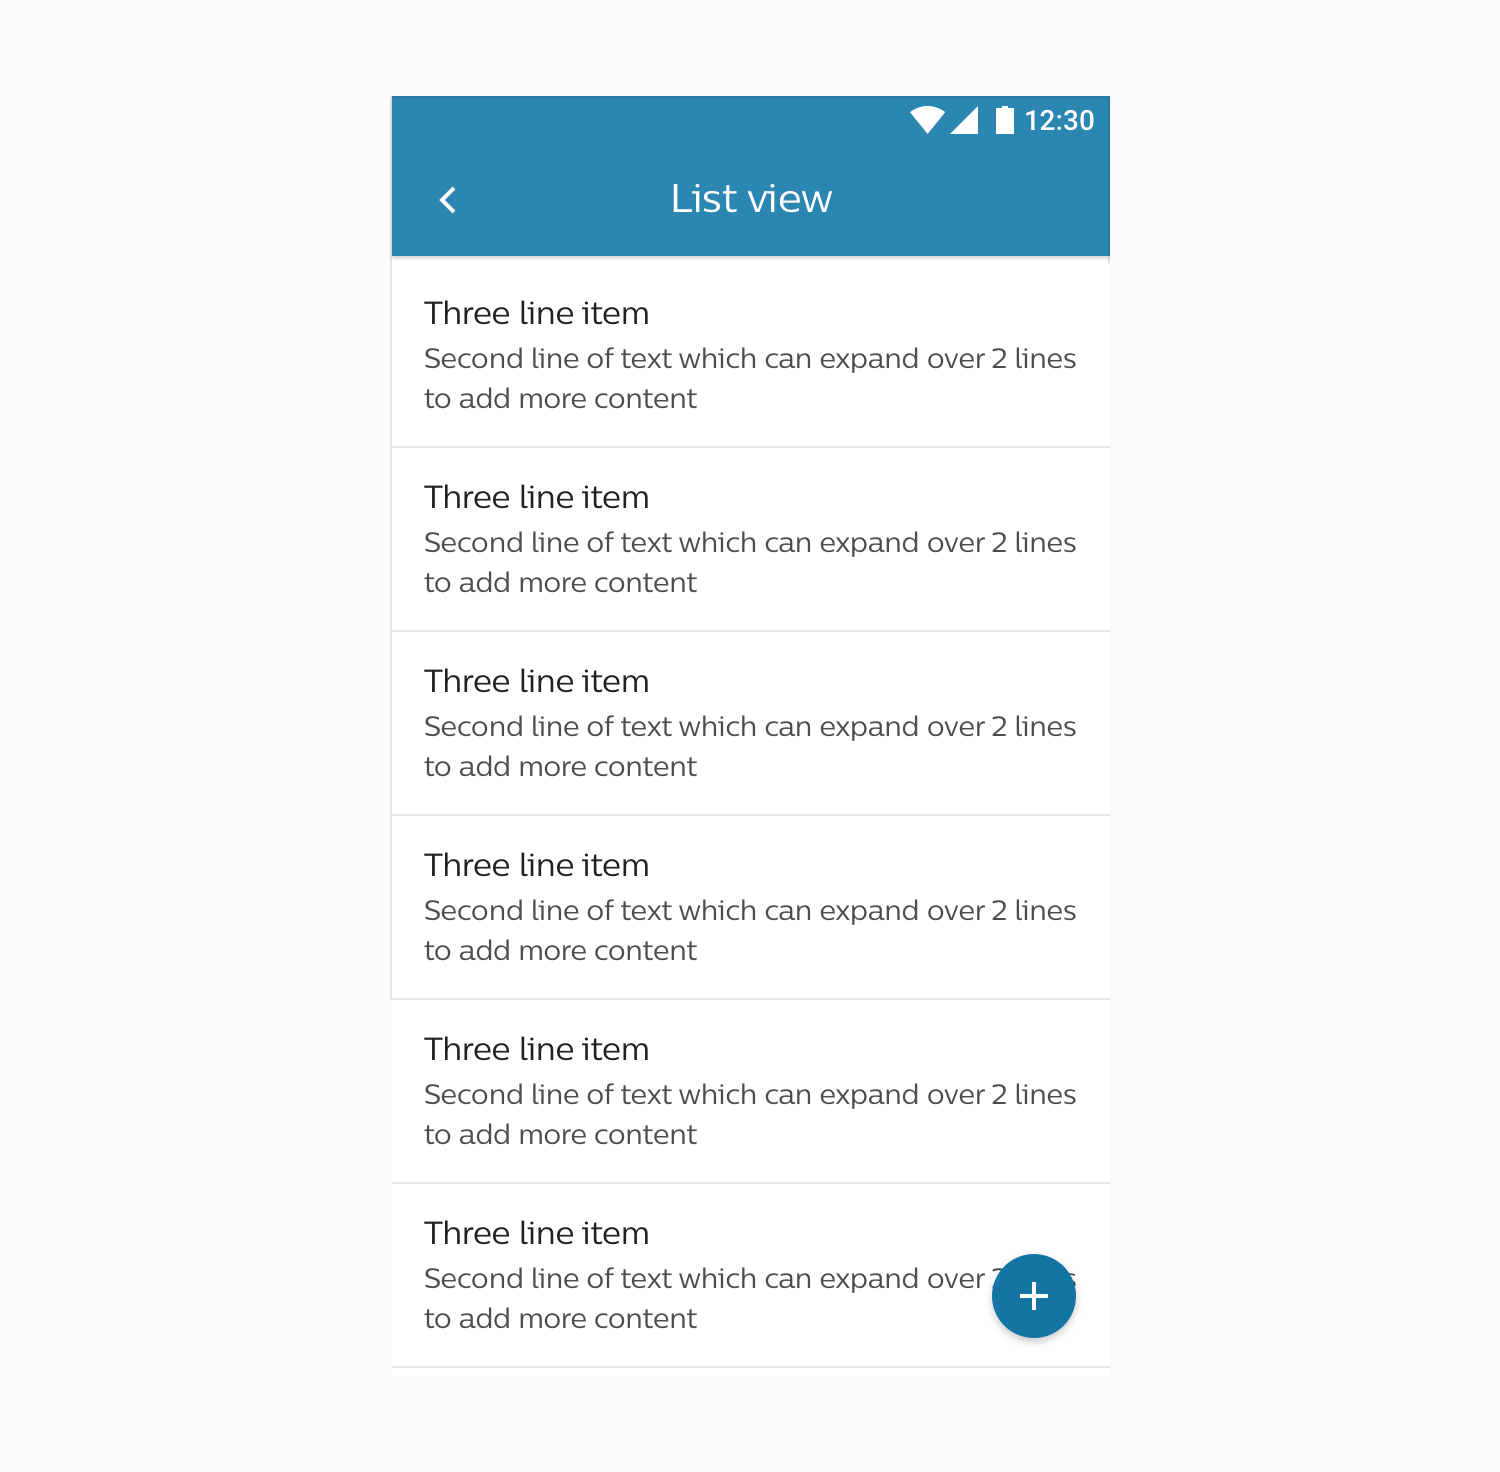 12:30
List view
Three line item
Second line of text which can expand over 2 lines
to add more content
Three line item
Second line of text which can expand over 2 lines
to add more content
Three line item
Second line of text which can expand over 2 lines
to add more content
Three line item
Second line of text which can expand over 2 lines
to add more content
Three line item
Second line of text which can expand over 2 lines
to add more content
Three line item
Second line of text which can expand over
to add more content